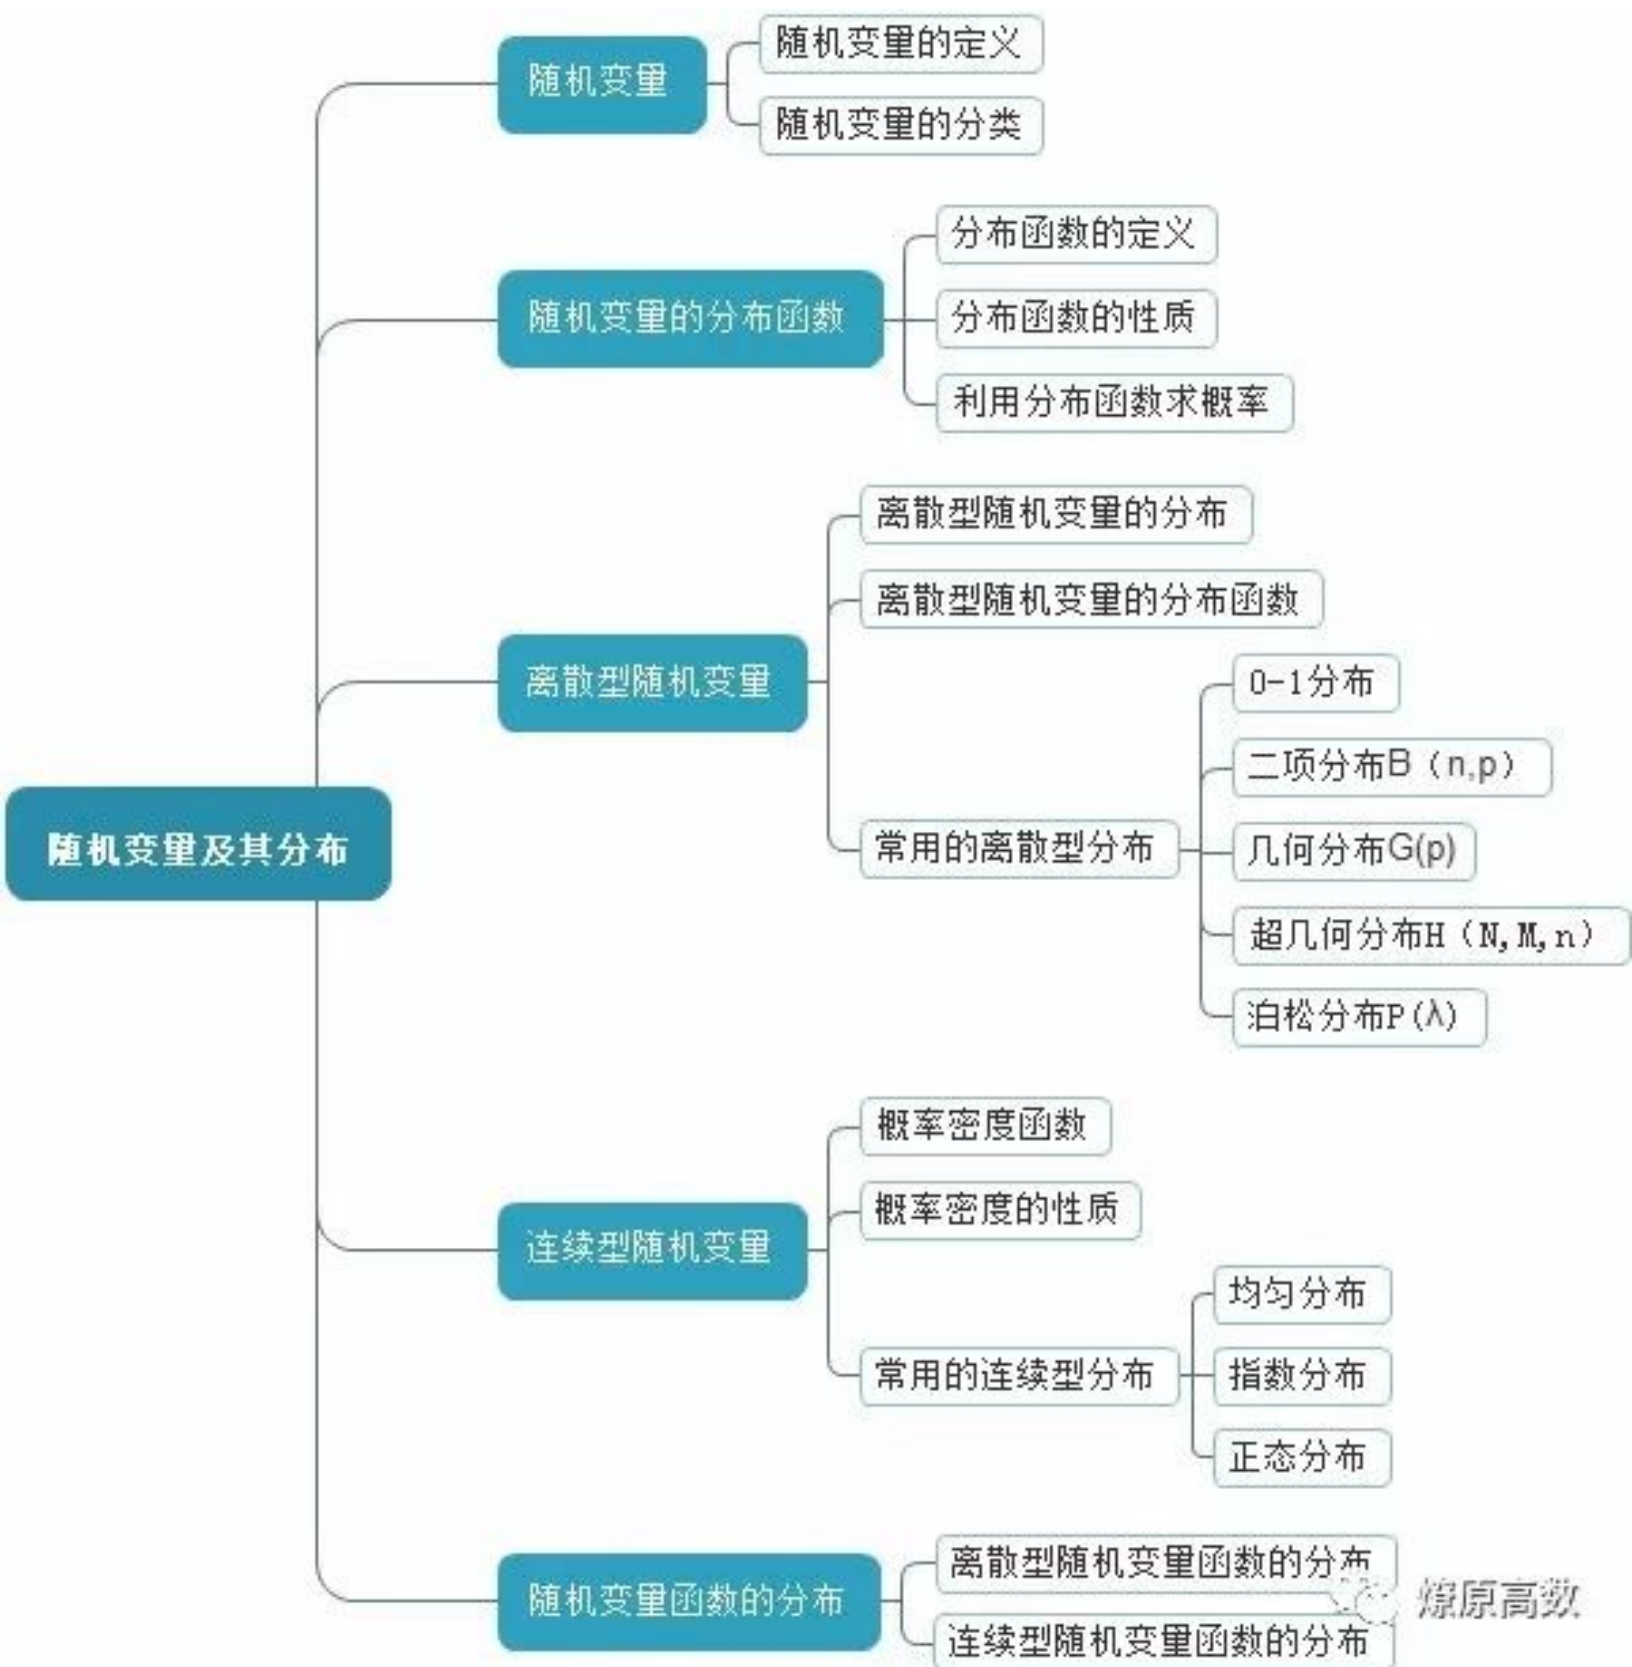 随机变量及其分布
随机变量
随机变量的定义
随机变量的分类
随机变量的分布函数
分布函数的定义
分布函数的性质
利用分布函数求概率
离散型随机变量
离散型随机变量的分布
离散型随机变量的分布函数
常用的离散型分布
0-1分布
二项分布B（n,p）
几何分布G(p)
超几何分布H（N,M,n）
泊松分布P(λ)
连续型随机变量
概率密度函数
概率密度的性质
常用的连续型分布
均匀分布
指数分布
正态分布
随机变量函数的分布
离散型随机变量函数的分布
连续型随机变量函数的分布
燎原高数